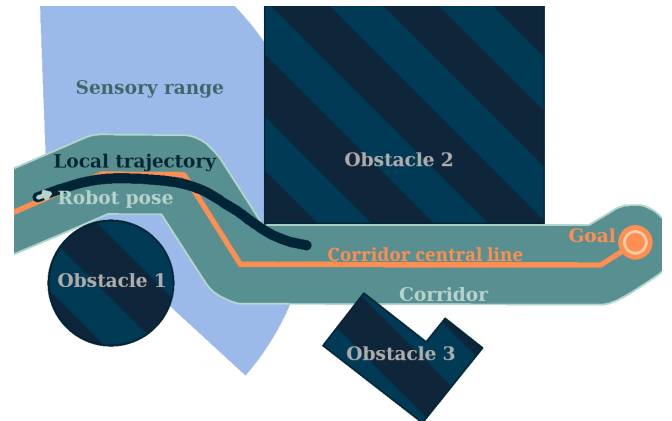 Sensory range
Local trajectory
Obstacle 2
Robot pose
Goal
Corridor central line
Obstacle 1
Corridor
Obstacle 3